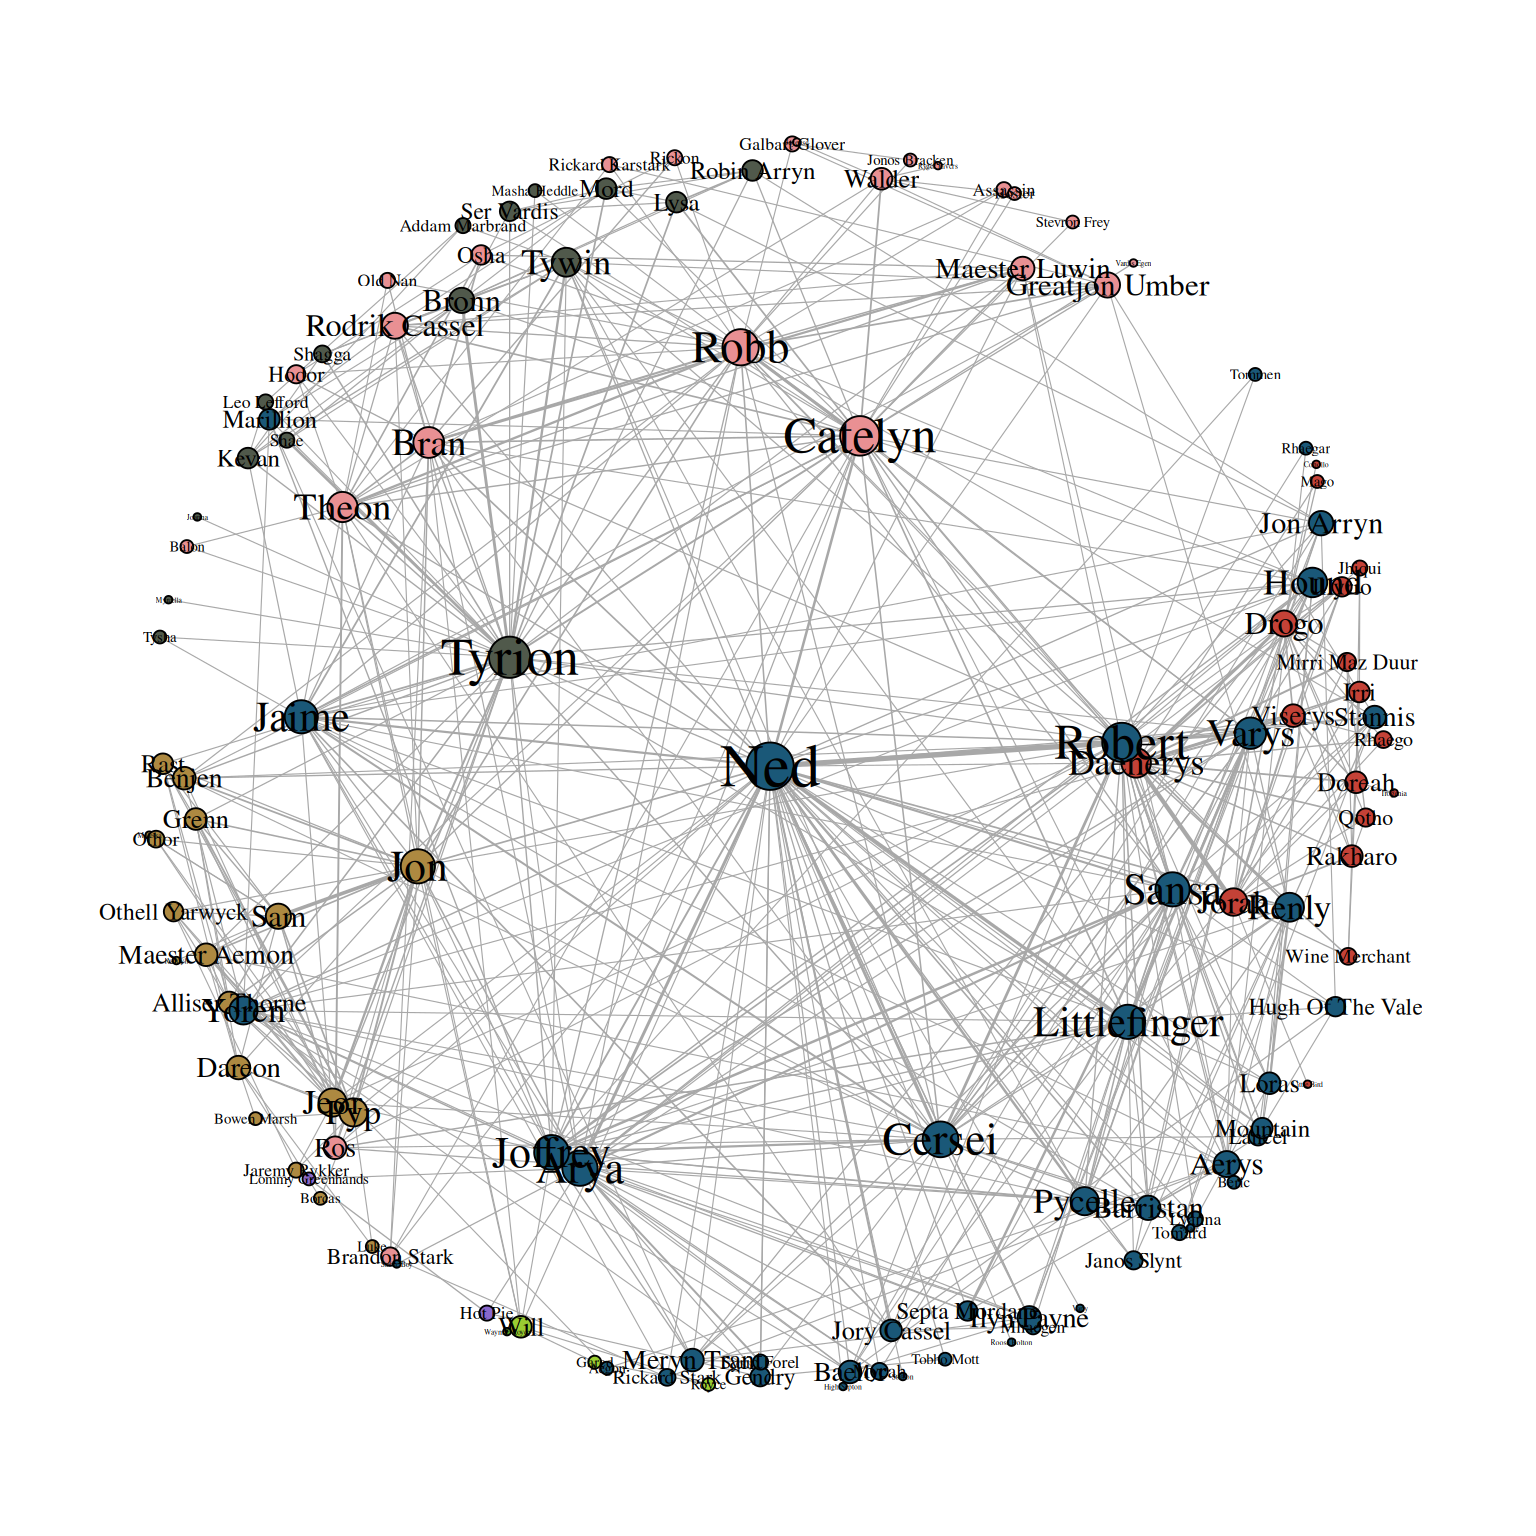 Galbart Glover
Rickon
Rickard Karstark
Jonos Bracken
Robin Arryn
Walder
Masha Heddle
Mord
Assassin
Lysa
Ser Vardis
Addam Marbrand
Stevron Frey
Osha
Tywin
Maester Luwin
Old Nan
Greatjon Umber
Bronn
Rodrik Cassel
Robb
Shagga
Hodor
Tommen
Leo Lefford
Marillion
Catelyn
Shae
Bran
Rhaegar
Kevan
Mago
Theon
Jon Arryn
Balon
Jhiqui
Hound
Myrcella
Drogo
Tysha
Tyrion
Mirri Maz Duur
Irri
Jaime
Viserys
Stannis
Varys
Robert
Rhaego
Rast
Ned
Daenerys
Benjen
Doreah
Grenn
Qotho
Othor
Rakharo
Jon
Sansa
Jorah
Renly
Othell Yarwyck
Sam
Maester Aemon
Wine Merchant
Alliser Thorne
Yoren
Hugh Of The Vale
Littlefinger
Dareon
Loras
Jeor
Pyp
Bowen Marsh
Mountain
Lancel
Cersei
Ros
Joffrey
Arya
Aerys
Jaremy Rykker
Lommy Greenhands
Beric
Borcas
Pycelle
Barristan
Lyanna
Tomard
Luke
Brandon Stark
Janos Slynt
Hot Pie
Septa Mordane
Ilyn Payne
Will
Jory Cassel
Roose Bolton
Meryn Trant
Tobho Mott
Gared
Syrio Forel
Rickard Stark
Gendry
Baelor
Royce
High Septon